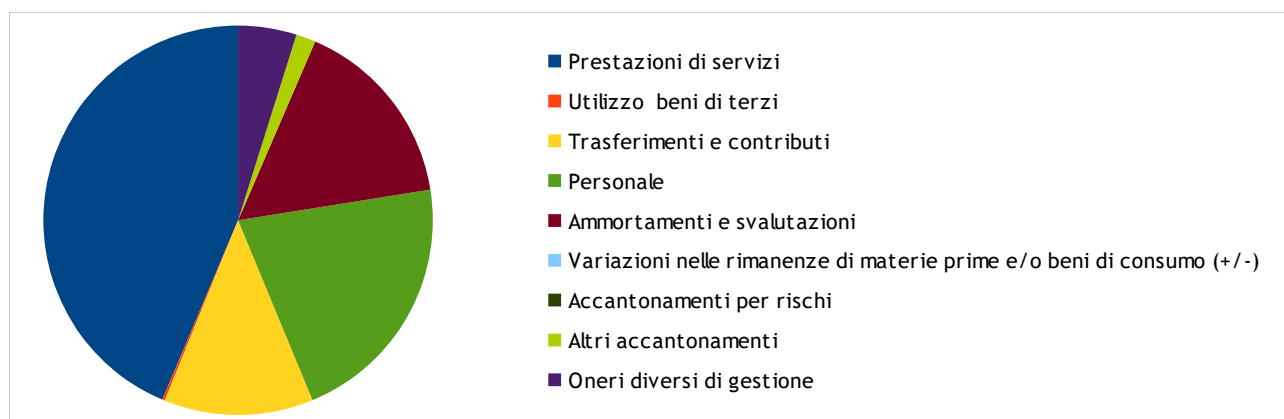 Prestazioni di servizi
Utilizzo beni di terzi
Trasferimenti e contributi
Personale
Ammortamenti e svalutazioni
Variazioni nelle rimanenze di materie prime e/o beni di consumo (+/-)
Accantonamenti per rischi
Altri accantonamenti
Oneri diversi di gestione